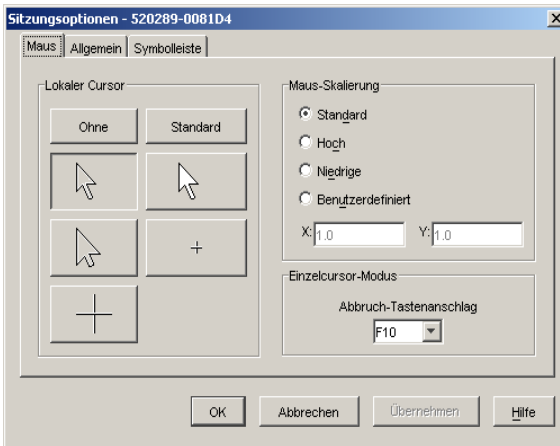 Sitzungsoptionen - 520289-0081D4
Maus Allgemein Symbolleiste
Lokaler Cursor
Ohne Standard
Maus-Skalierung
Standard
Hoch
Niedrige
Benutzerdefiniert
X: 1.0 Y: 1.0
Einzelcursor-Modus
Abbruch-Tastenanschlag
F10
OK Abbrechen Übernehmen Hilfe